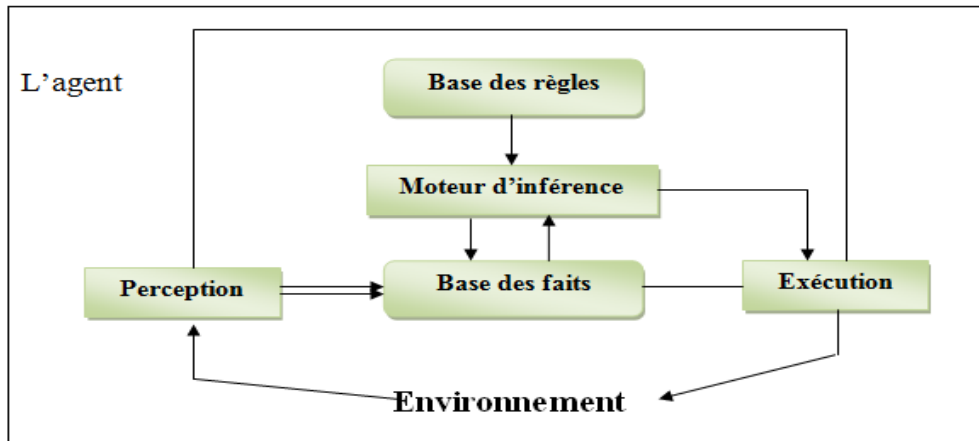 L'agent
Base des règles
Moteur d'inférence
Perception
Base des faits
Exécution
Environnement